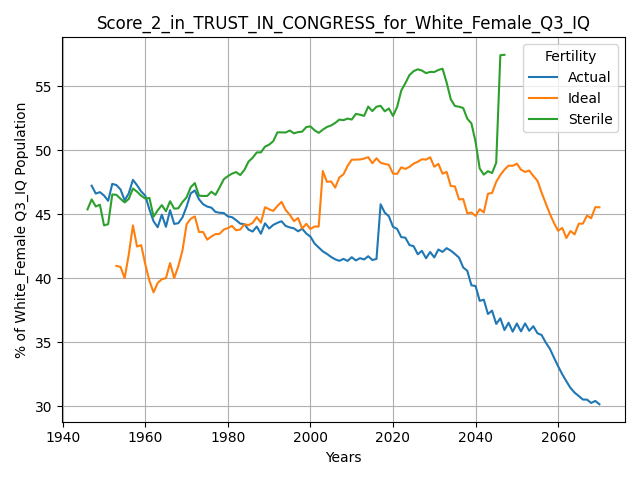 Score_2_in_TRUST_IN_CONGRESS_for_White_Female_Q3_IQ
% of White_Female Q3_IQ Population
55
50
45
40
35
30
Fertility
Actual
Ideal
Sterile
1940 1960 1980 2000 2020 2040 2060
Years